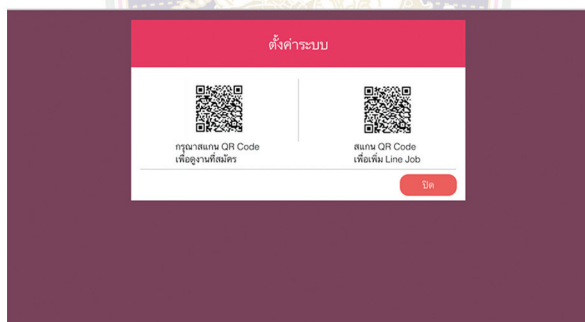 ตั้งค่าระบบ
กรุณาสแกน QR Code
เพื่อดูงานที่สมัคร
สแกน QR Code
เพื่อเพิ่ม Line Job
ปิด